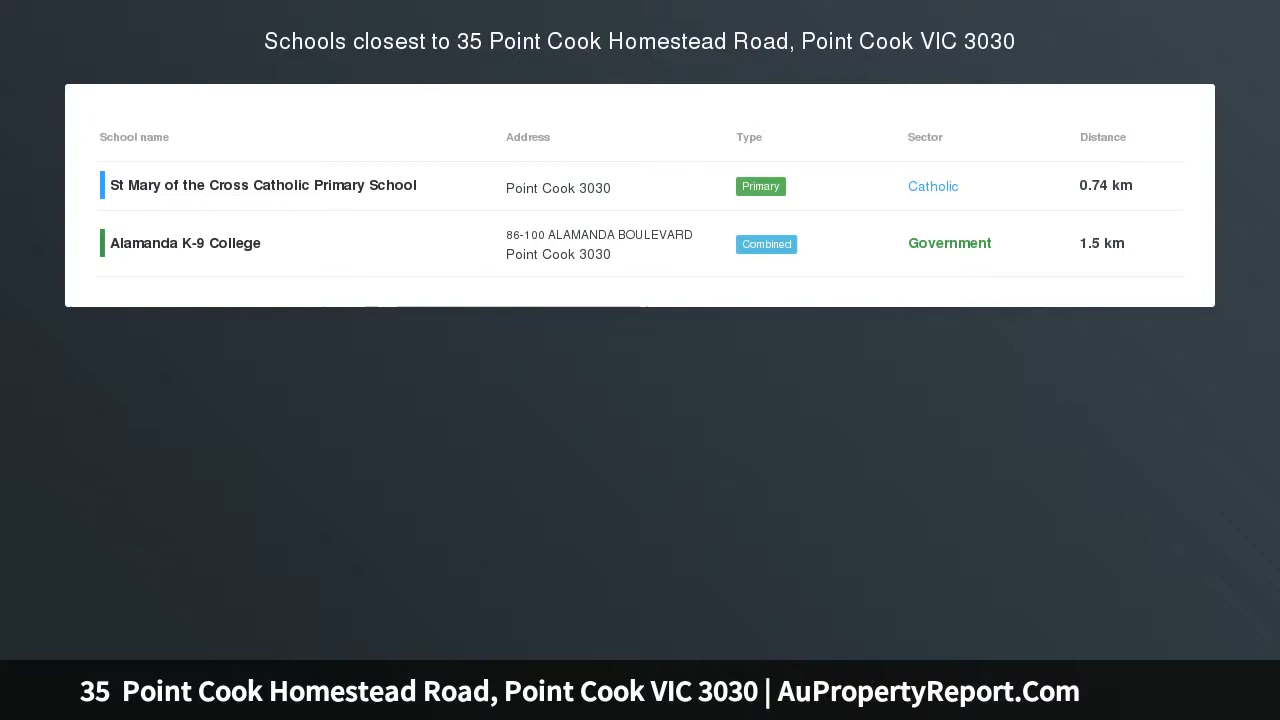 Schools closest to 35 Point Cook Homestead Road, Point Cook VIC 3030
School name Address Type Sector Distance
St Mary of the Cross Catholic Primary School Point Cook 3030 Primary Catholic 0.74 km
86-100 ALAMANDA BOULEVARD
Alamanda K-9 College Combined Government 1.5 km
Point Cook 3030
35 Point Cook Homestead Road, Point Cook VIC 3030 | AuPropertyReport.Com